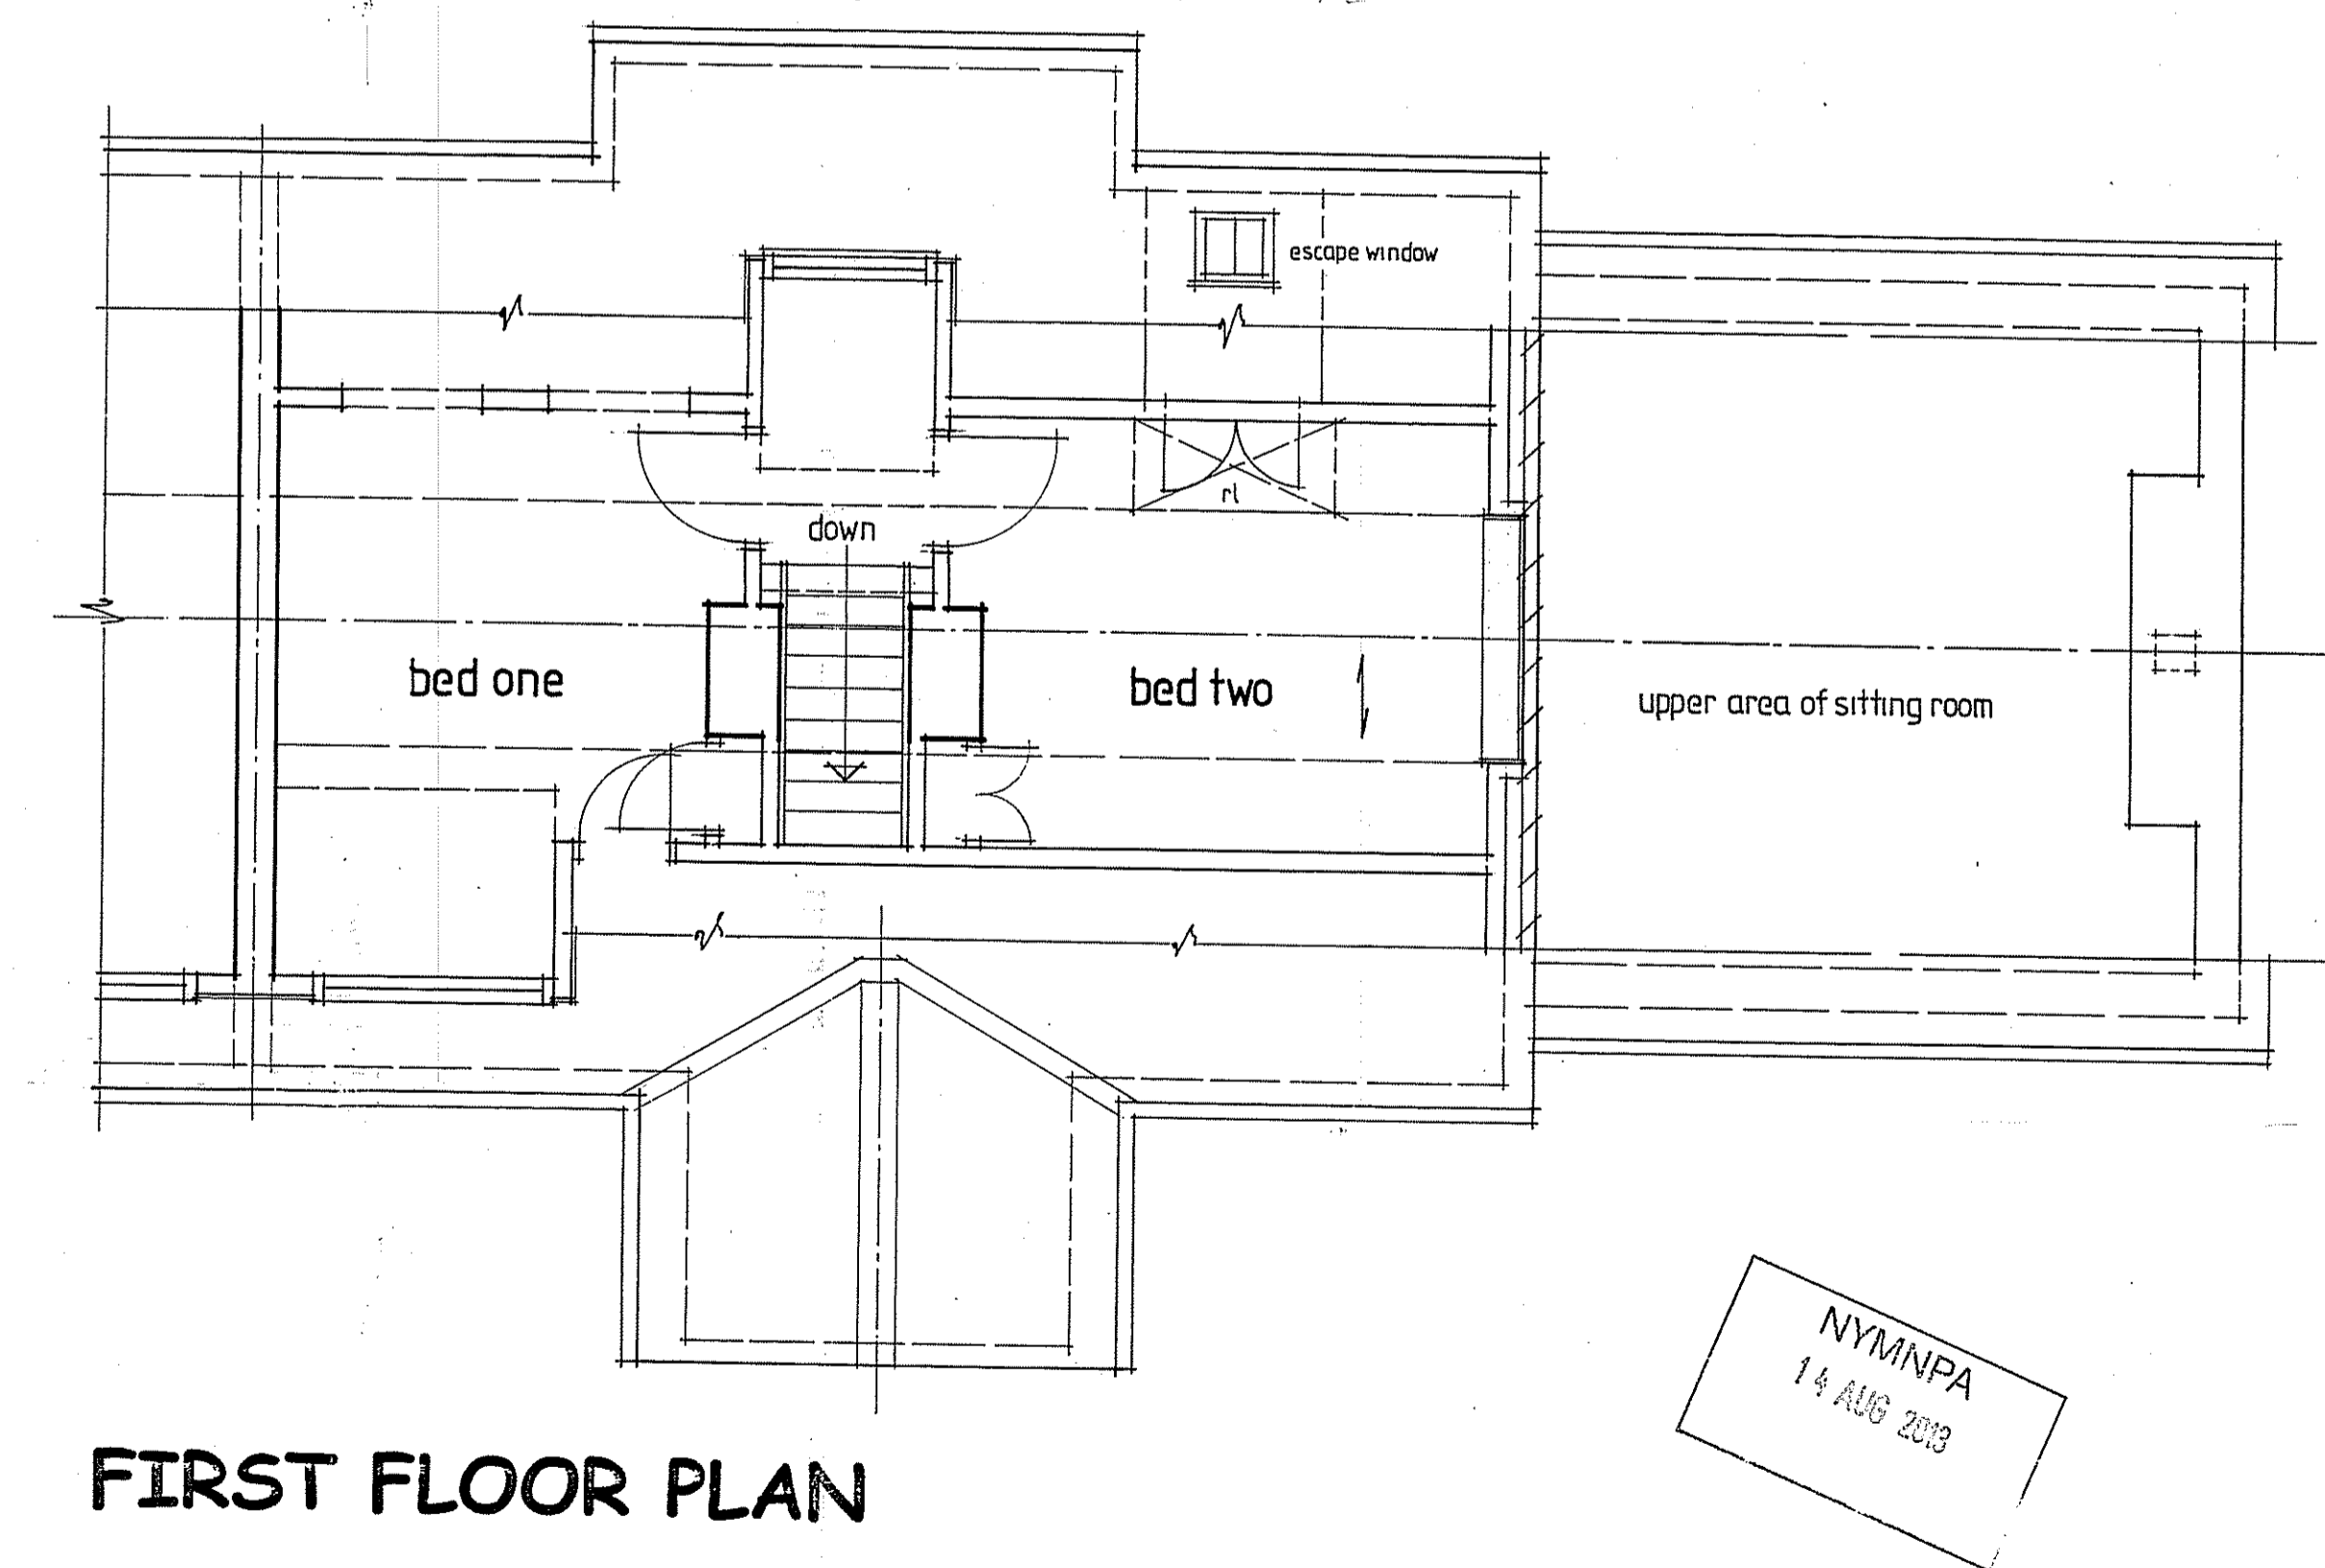 escape window
rl
down
bed one
bed two
upper area of sitting room
NYMNPA
14 AUG 2013
FIRST FLOOR PLAN